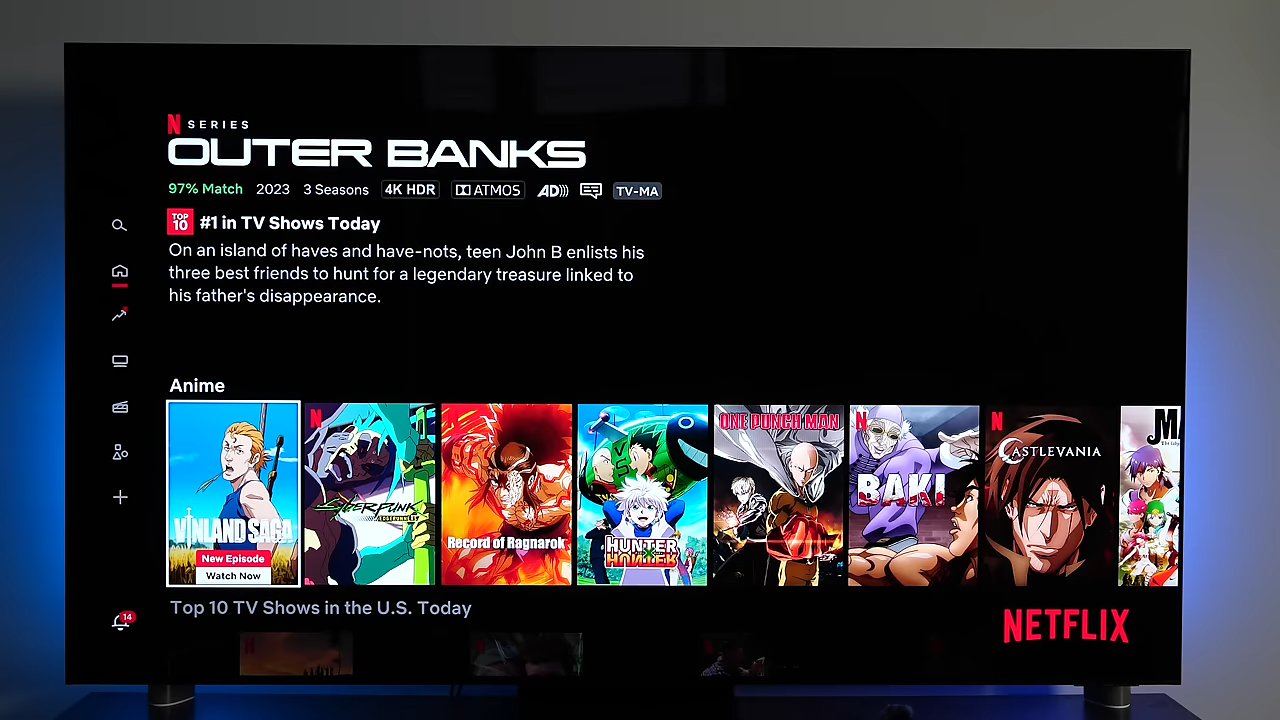 N SERIES
OUTER BANKS
97% Match 2023 3 Seasons 4K HDR ATMOS AD TV-MA
TOP 10 #1 in TV Shows Today
On an island of haves and have-nots, teen John B enlists his
three best friends to hunt for a legendary treasure linked to
his father's disappearance.
Anime
VINLAND SAGA
New Episode
Watch Now
N
CYBERPUNK
EDGERUNNERS
Record of Ragnarok
VS
HUNTER
HUNTER
ONE PUNCH MAN
N
BAKI
N
CASTLEVANIA
14
Top 10 TV Shows in the U.S. Today
NETFLIX